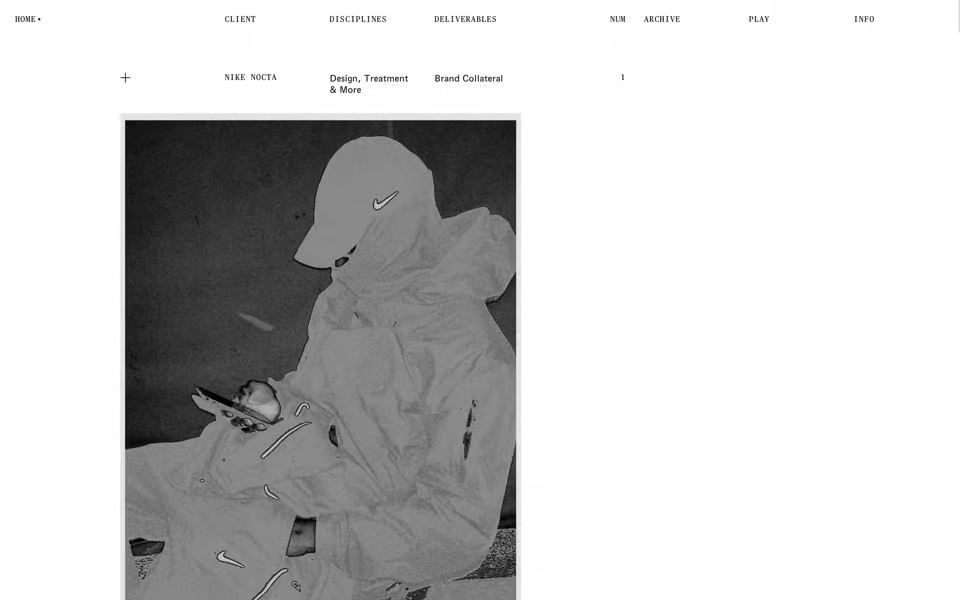 HOME•
CLIENT
DISCIPLINES
DELIVERABLES
NUM
ARCHIVE
PLAY
INFO
NIKE NOCTA
Design, Treatment
& More
Brand Collateral
1